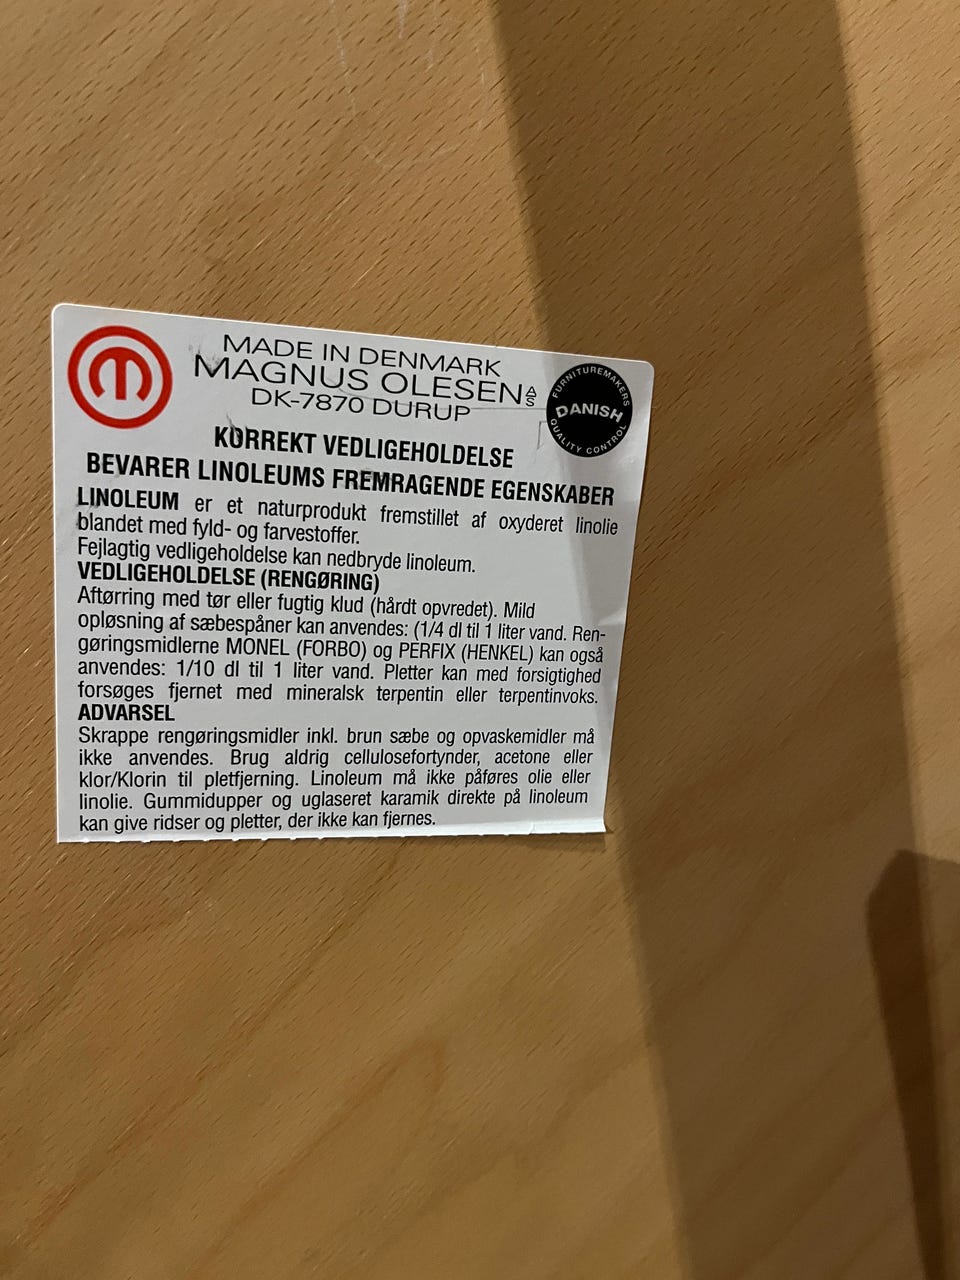 MADE IN DENMARK
MAGNUS OLESEN A/S
DK-7870 DURUP
FURNITUREMAKERS
DANISH
QUALITY CONTROL
KORREKT VEDLIGEHOLDELSE
BEVARER LINOLEUMS FREMRAGENDE EGENSKABER
LINOLEUM er et naturprodukt fremstillet af oxyderet linolie
blandet med fyld- og farvestoffer.
Fejlagtig vedligeholdelse kan nedbryde linoleum.
VEDLIGEHOLDELSE (RENGØRING)
Aftørring med tør eller fugtig klud (hårdt opvredet). Mild
opløsning af sæbespåner kan anvendes: (1/4 dl til 1 liter vand. Ren-
gøringsmidlerne MONEL (FORBO) og PERFIX (HENKEL) kan også
anvendes: 1/10 dl til 1 liter vand. Pletter kan med forsigtighed
forsøges fjernet med mineralsk terpentin eller terpentinvoks.
ADVARSEL
Skrappe rengøringsmidler inkl. brun sæbe og opvaskemidler må
ikke anvendes. Brug aldrig cellulosefortynder, acetone eller
klor/Klorin til pletfjerning. Linoleum må ikke påføres olie eller
linolie. Gummidupper og uglaseret karamik direkte på linoleum
kan give ridser og pletter, der ikke kan fjernes.